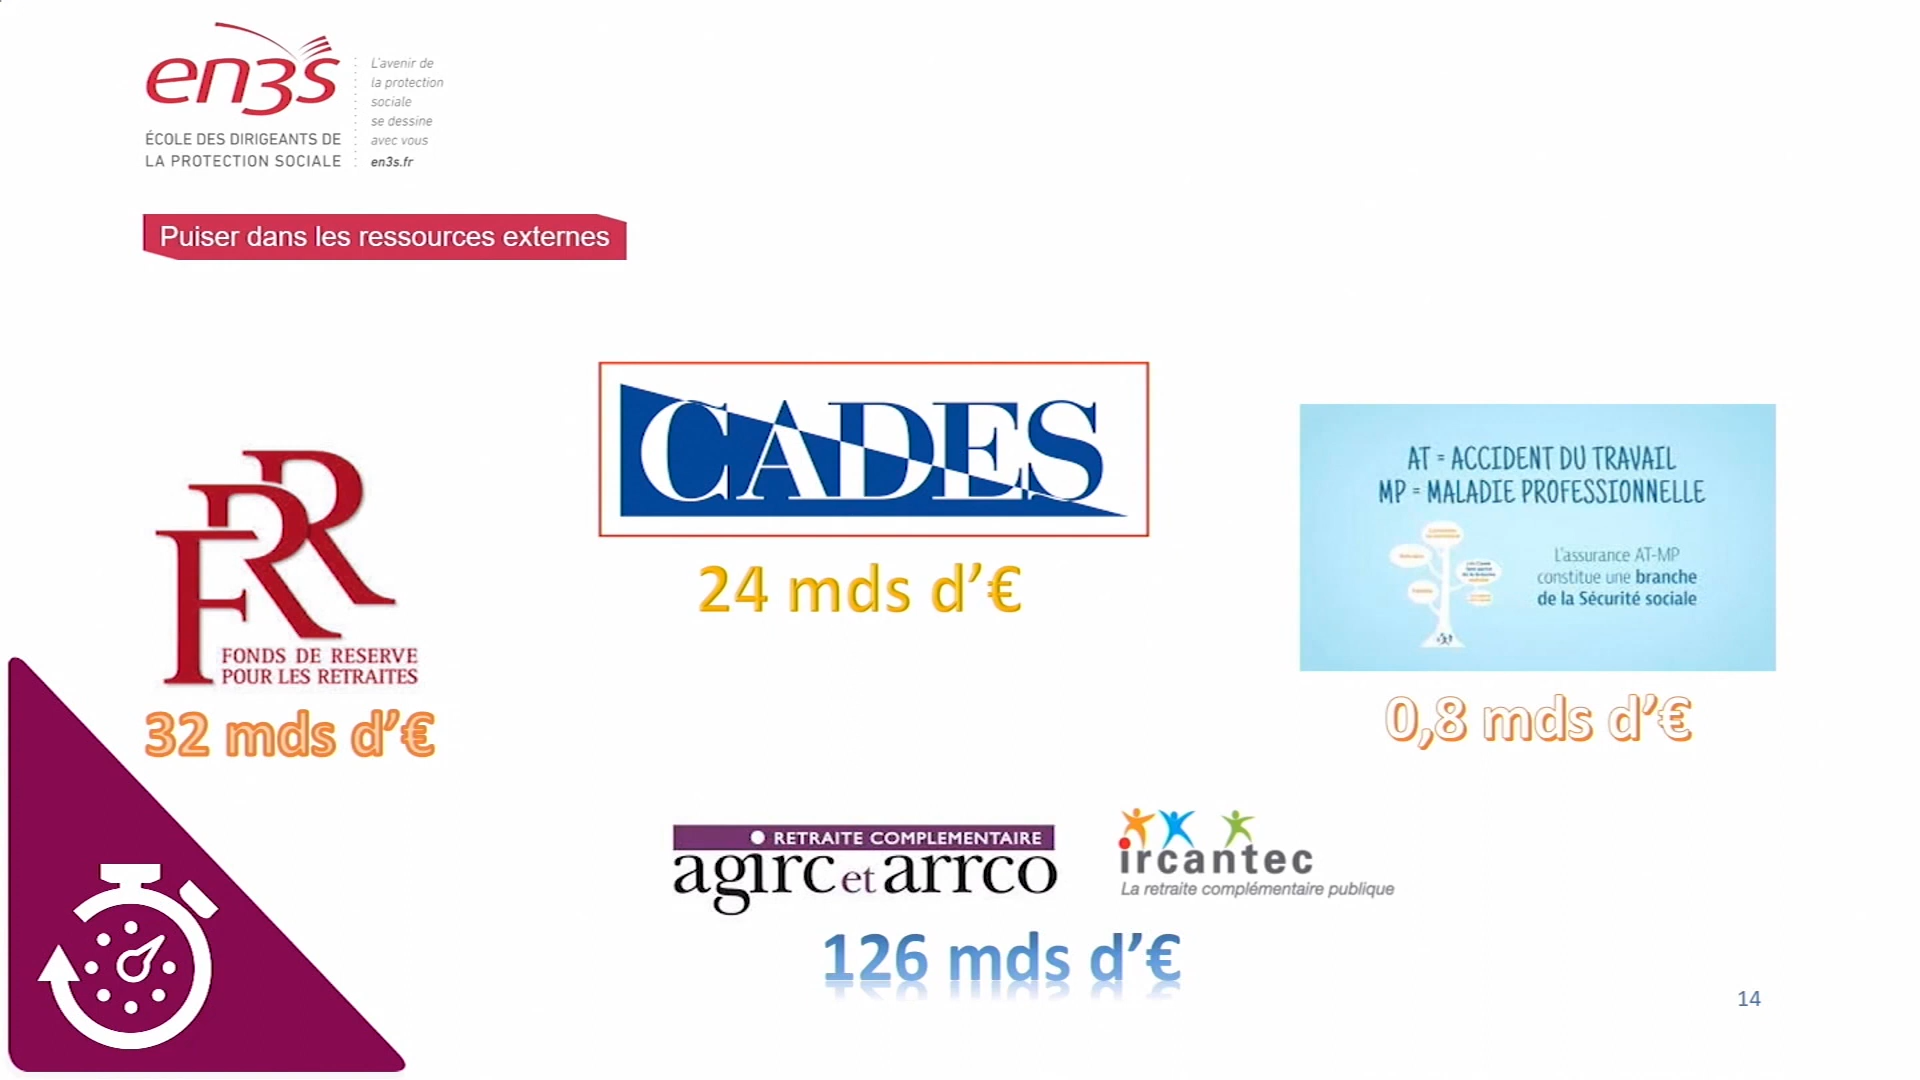 en3s
ÉCOLE DES DIRIGEANTS DE
LA PROTECTION SOCIALE
L'avenir de
la protection
sociale
se dessine
avec vous
en3s.fr
Puiser dans les ressources externes
CADES
24 mds d'€
FRR
FONDS DE RESERVE
POUR LES RETRAITES
32 mds d'€
AT = ACCIDENT DU TRAVAIL
MP = MALADIE PROFESSIONNELLE
L'assurance AT-MP
constitue une branche
de la Sécurité sociale
0,8 mds d'€
RETRAITE COMPLEMENTAIRE
agirc et arrco
ircantec
La retraite complémentaire publique
126 mds d'€
14